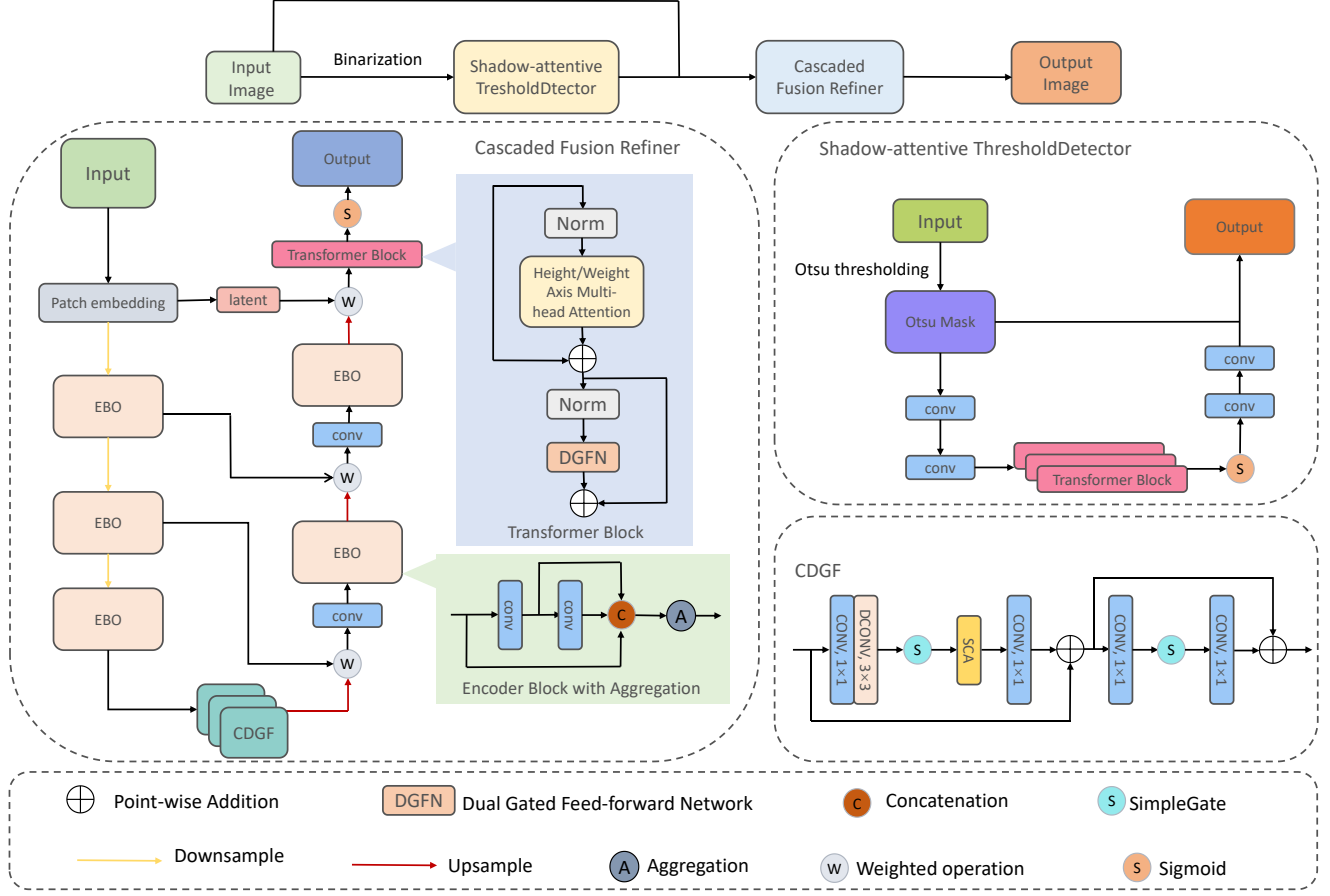 Input
Image
Binarization
Shadow-attentive
TresholdDtector
Cascaded
Fusion Refiner
Output
Image
Cascaded Fusion Refiner
Input
Output
S
Transformer Block
Patch embedding
latent
W
EBO
EBO
conv
W
EBO
EBO
EBO
conv
W
CDGF
Norm
Height/Weight
Axis Multi-
head Attention
Norm
DGFN
Transformer Block
conv
conv
C
A
Encoder Block with Aggregation
Shadow-attentive ThresholdDetector
Input
Output
Otsu thresholding
Otsu Mask
conv
conv
conv
conv
Transformer Block
S
CDGF
CONV, 1×1
DCONV, 3×3
S
SCA
CONV, 1×1
CONV, 1×1
S
CONV, 1×1
Point-wise Addition
DGFN
Dual Gated Feed-forward Network
C
Concatenation
S
SimpleGate
Downsample
Upsample
A
Aggregation
W
Weighted operation
S
Sigmoid